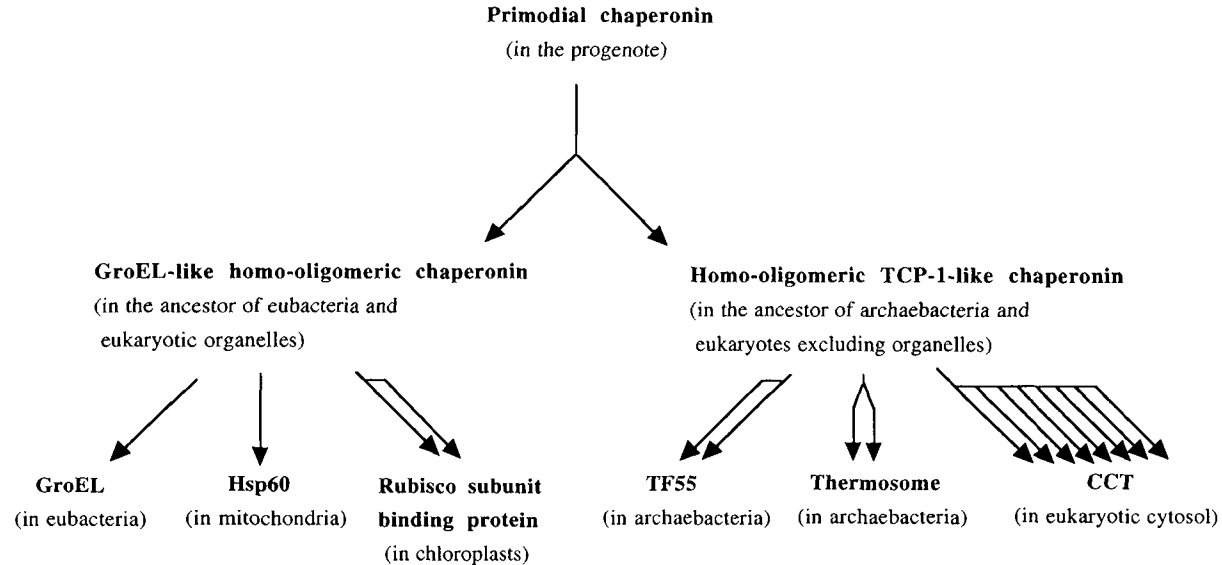 Primodial chaperonin
(in the progenote)
GroEL-like homo-oligomeric chaperonin
(in the ancestor of eubacteria and
eukaryotic organelles)
Homo-oligomeric TCP-1-like chaperonin
(in the ancestor of archaebacteria and
eukaryotes excluding organelles)
GroEL
(in eubacteria)
Hsp60
(in mitochondria)
Rubisco subunit
binding protein
(in chloroplasts)
TF55
(in archaebacteria)
Thermosome
(in archaebacteria)
CCT
(in eukaryotic cytosol)